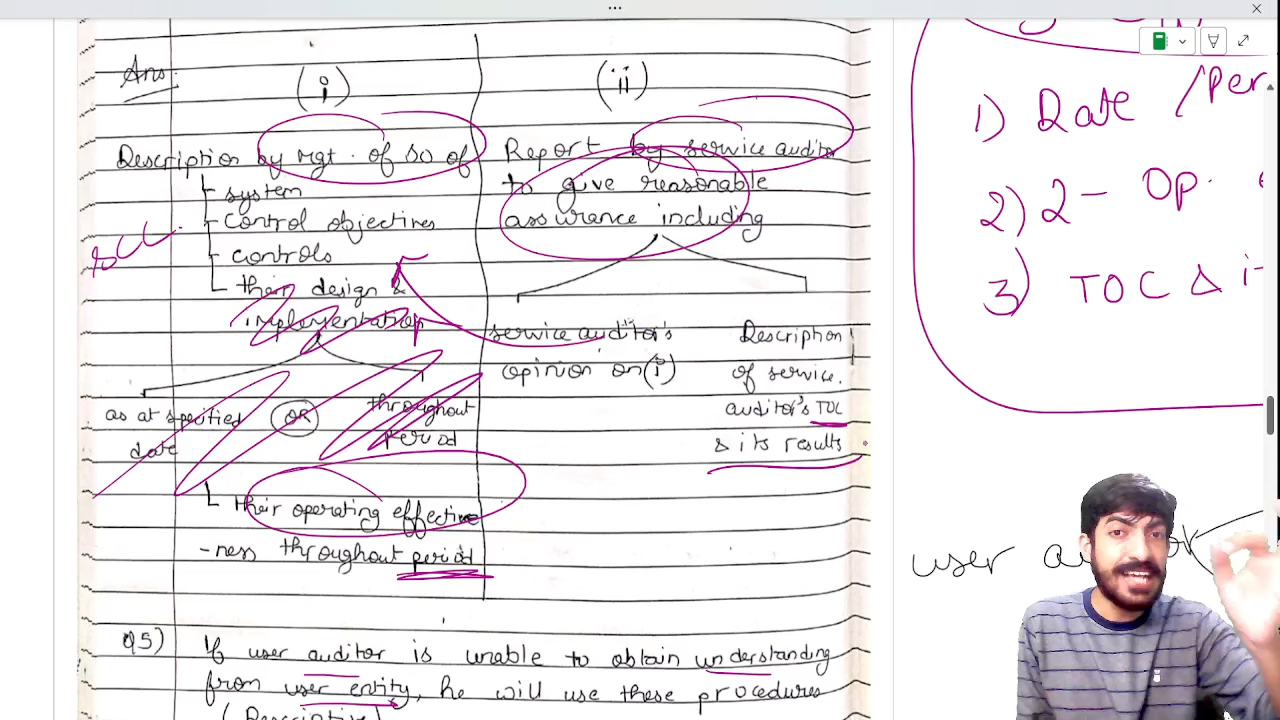 Ans
(i)
Description by mgt. of SO of
system
Control objectives
controls
their design &
implementation
as at specified
date
OR
throughout
period
their operating effective
-ness throughout period
(ii)
Report by service auditor
to give reasonable
assurance including
service auditor's
opinion on (i)
Description
of service.
auditor's TOC
& its results
Q5) If user auditor is unable to obtain understanding
from user entity, he will use these procedures
(Descriptive)
1) Date /Per
2) 2- Op.
3) TOC & i
user